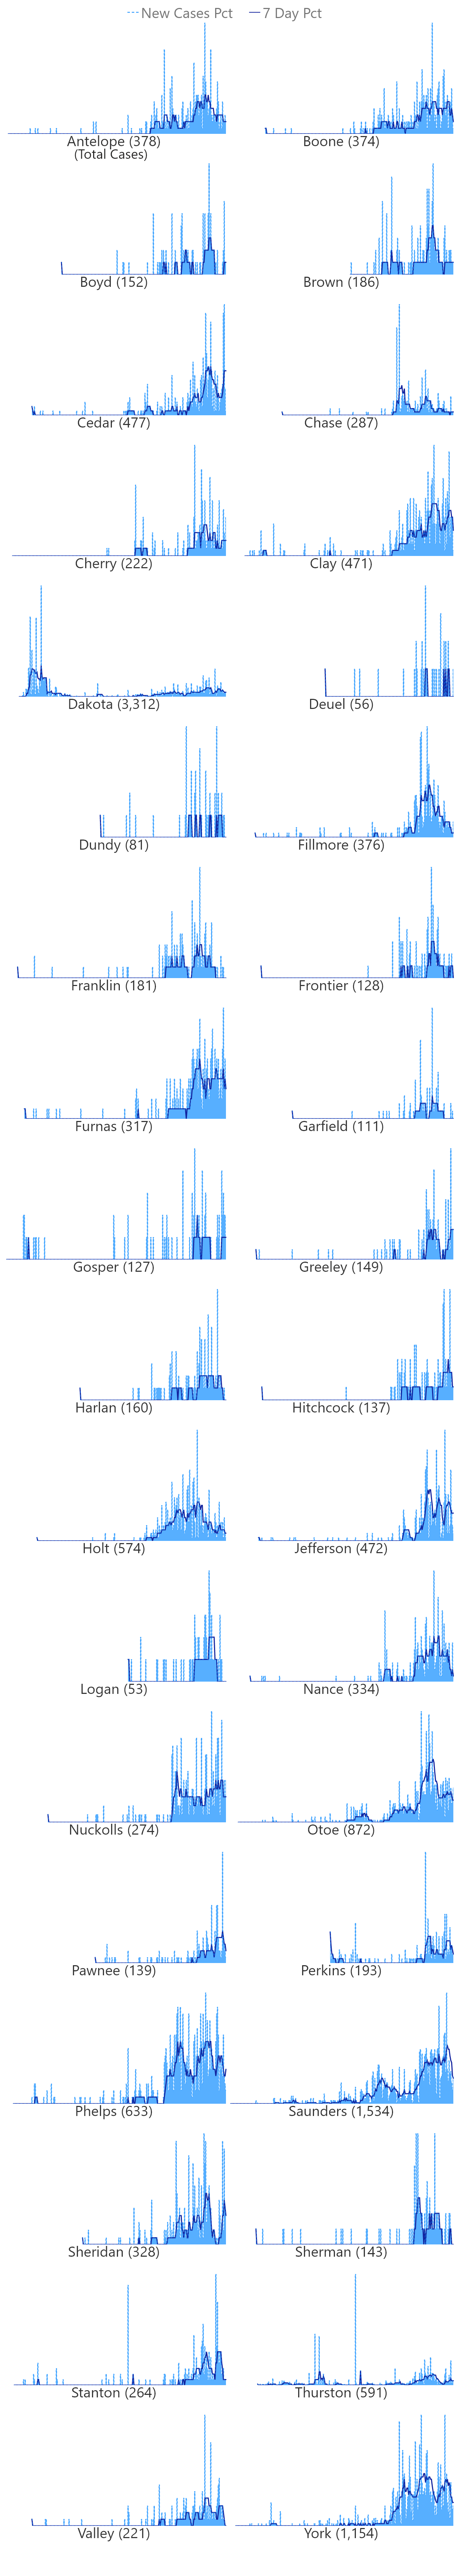 New Cases Pct 7 Day Pct
Antelope (378) Boone (374)
(Total Cases)
Boyd (152) Brown (186)
Cedar (477) Chase (287)
Cherry (222) Clay (471)
Dakota (3,312) Deuel (56)
Dundy (81) Fillmore (376)
Franklin (181) Frontier (128)
Furnas (317) Garfield (111)
Gosper (127) Greeley (149)
Harlan (160) Hitchcock (137)
Holt (574) Jefferson (472)
Logan (53) Nance (334)
Nuckolls (274) Otoe (872)
Pawnee (139) Perkins (193)
Phelps (633) Saunders (1,534)
Sheridan (328) Sherman (143)
Stanton (264) Thurston (591)
Valley (221) York (1,154)